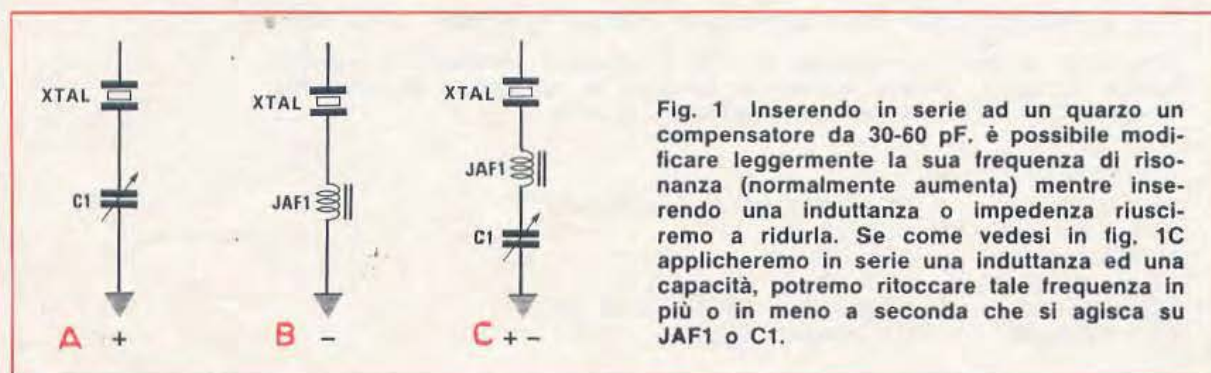 XTAL
C1
A +
XTAL
JAF1
B -
XTAL
JAF1
C1
C + -
Fig. 1 Inserendo in serie ad un quarzo un
compensatore da 30-60 pF. è possibile modi-
ficare leggermente la sua frequenza di riso-
nanza (normalmente aumenta) mentre inse-
rendo una induttanza o impedenza riusci-
remo a ridurla. Se come vedesi in fig. 1C
applicheremo in serie una induttanza ed una
capacità, potremo ritoccare tale frequenza in
più o in meno a seconda che si agisca su
JAF1 o C1.